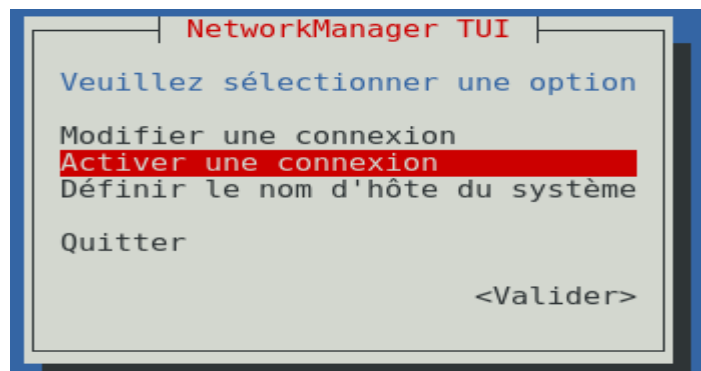 NetworkManager TUI
Veuillez sélectionner une option
Modifier une connexion
Activer une connexion
Définir le nom d'hôte du système
Quitter
<Valider>